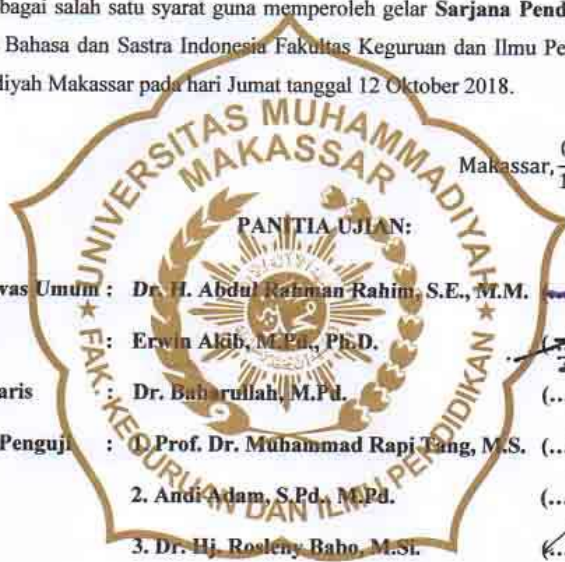 bagai salah satu syarat guna memperoleh gelar Sarjana Pend
Bahasa dan Sastra Indonesia Fakultas Keguruan dan Ilmu Pe
diyah Makassar pada hari Jumat tanggal 12 Oktober 2018.
Makassar,
PANITIA UJIAN:
was Umum : Dr. H. Abdul Rahman Rahim, S.E., M.M.
: Erwin Akib, M.Pd., Ph.D. (
aris : Dr. Baharullah, M.Pd. (...
Penguji : 1. Prof. Dr. Muhammad Rapi Tang, M.S. (...
2. Andi Adam, S.Pd., M.Pd. (...
3. Dr. Hj. Rosleny Babo, M.Si. (...
UNIVERSITAS MUHAMMADIYAH
MAKASSAR
FAK. KEGURUAN DAN ILMU PENDIDIKAN